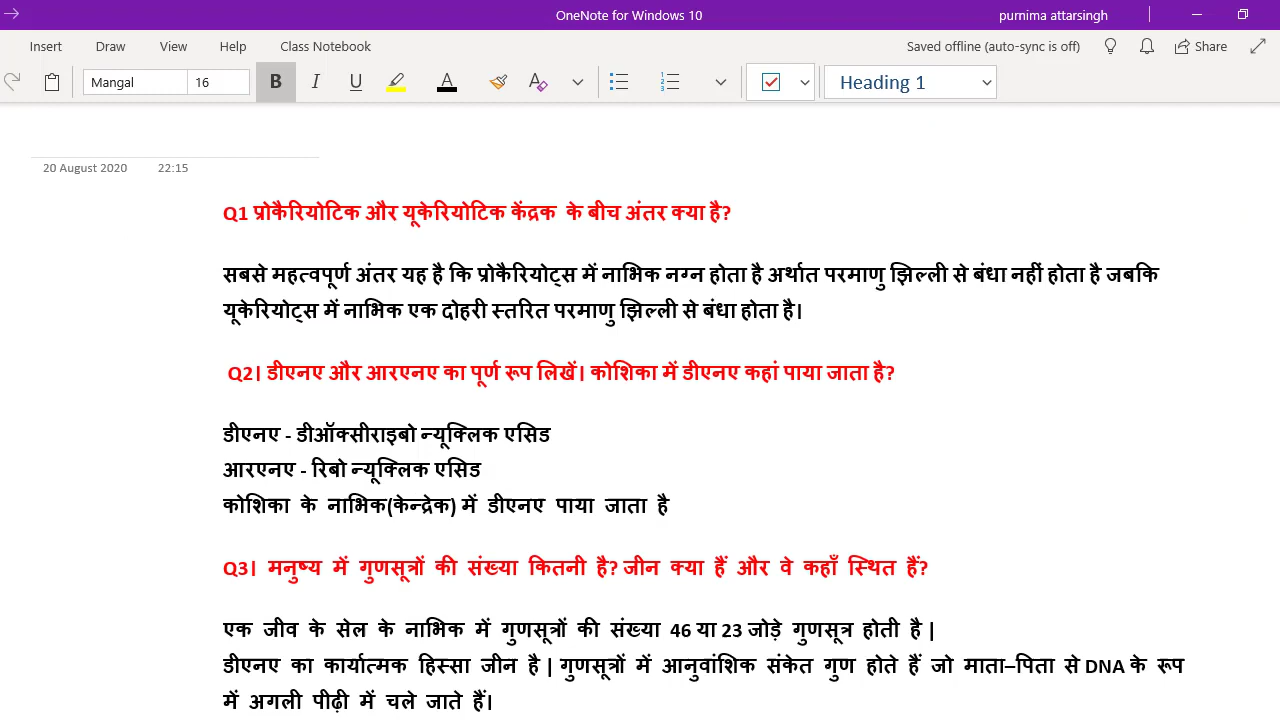 OneNote for Windows 10
purnima attarsingh
Insert Draw View Help Class Notebook
Saved offline (auto-sync is off) Share
Mangal 16 B I U A A Heading 1
20 August 2020 22:15
Q1 प्रोकैरियोटिक और यूकेरियोटिक केंद्रक के बीच अंतर क्या है?
सबसे महत्वपूर्ण अंतर यह है कि प्रोकैरियोट्स में नाभिक नग्न होता है अर्थात परमाणु झिल्ली से बंधा नहीं होता है जबकि
यूकेरियोट्स में नाभिक एक दोहरी स्तरित परमाणु झिल्ली से बंधा होता है।
Q2। डीएनए और आरएनए का पूर्ण रूप लिखें। कोशिका में डीएनए कहां पाया जाता है?
डीएनए - डीऑक्सीराइबो न्यूक्लिक एसिड
आरएनए - रिबो न्यूक्लिक एसिड
कोशिका के नाभिक(केन्द्रेक) में डीएनए पाया जाता है
Q3। मनुष्य में गुणसूत्रों की संख्या कितनी है? जीन क्या हैं और वे कहाँ स्थित हैं?
एक जीव के सेल के नाभिक में गुणसूत्रों की संख्या 46 या 23 जोड़े गुणसूत्र होती है |
डीएनए का कार्यात्मक हिस्सा जीन है | गुणसूत्रों में आनुवांशिक संकेत गुण होते हैं जो माता–पिता से DNA के रूप
में अगली पीढ़ी में चले जाते हैं।